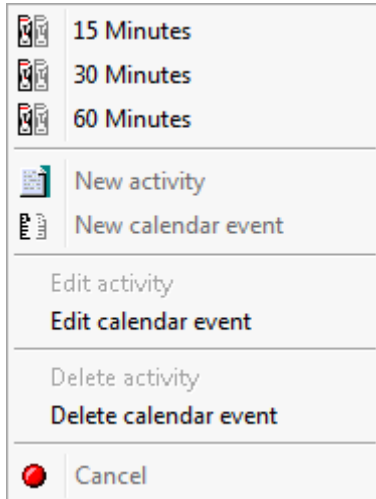 15 Minutes
30 Minutes
60 Minutes
New activity
New calendar event
Edit activity
Edit calendar event
Delete activity
Delete calendar event
Cancel